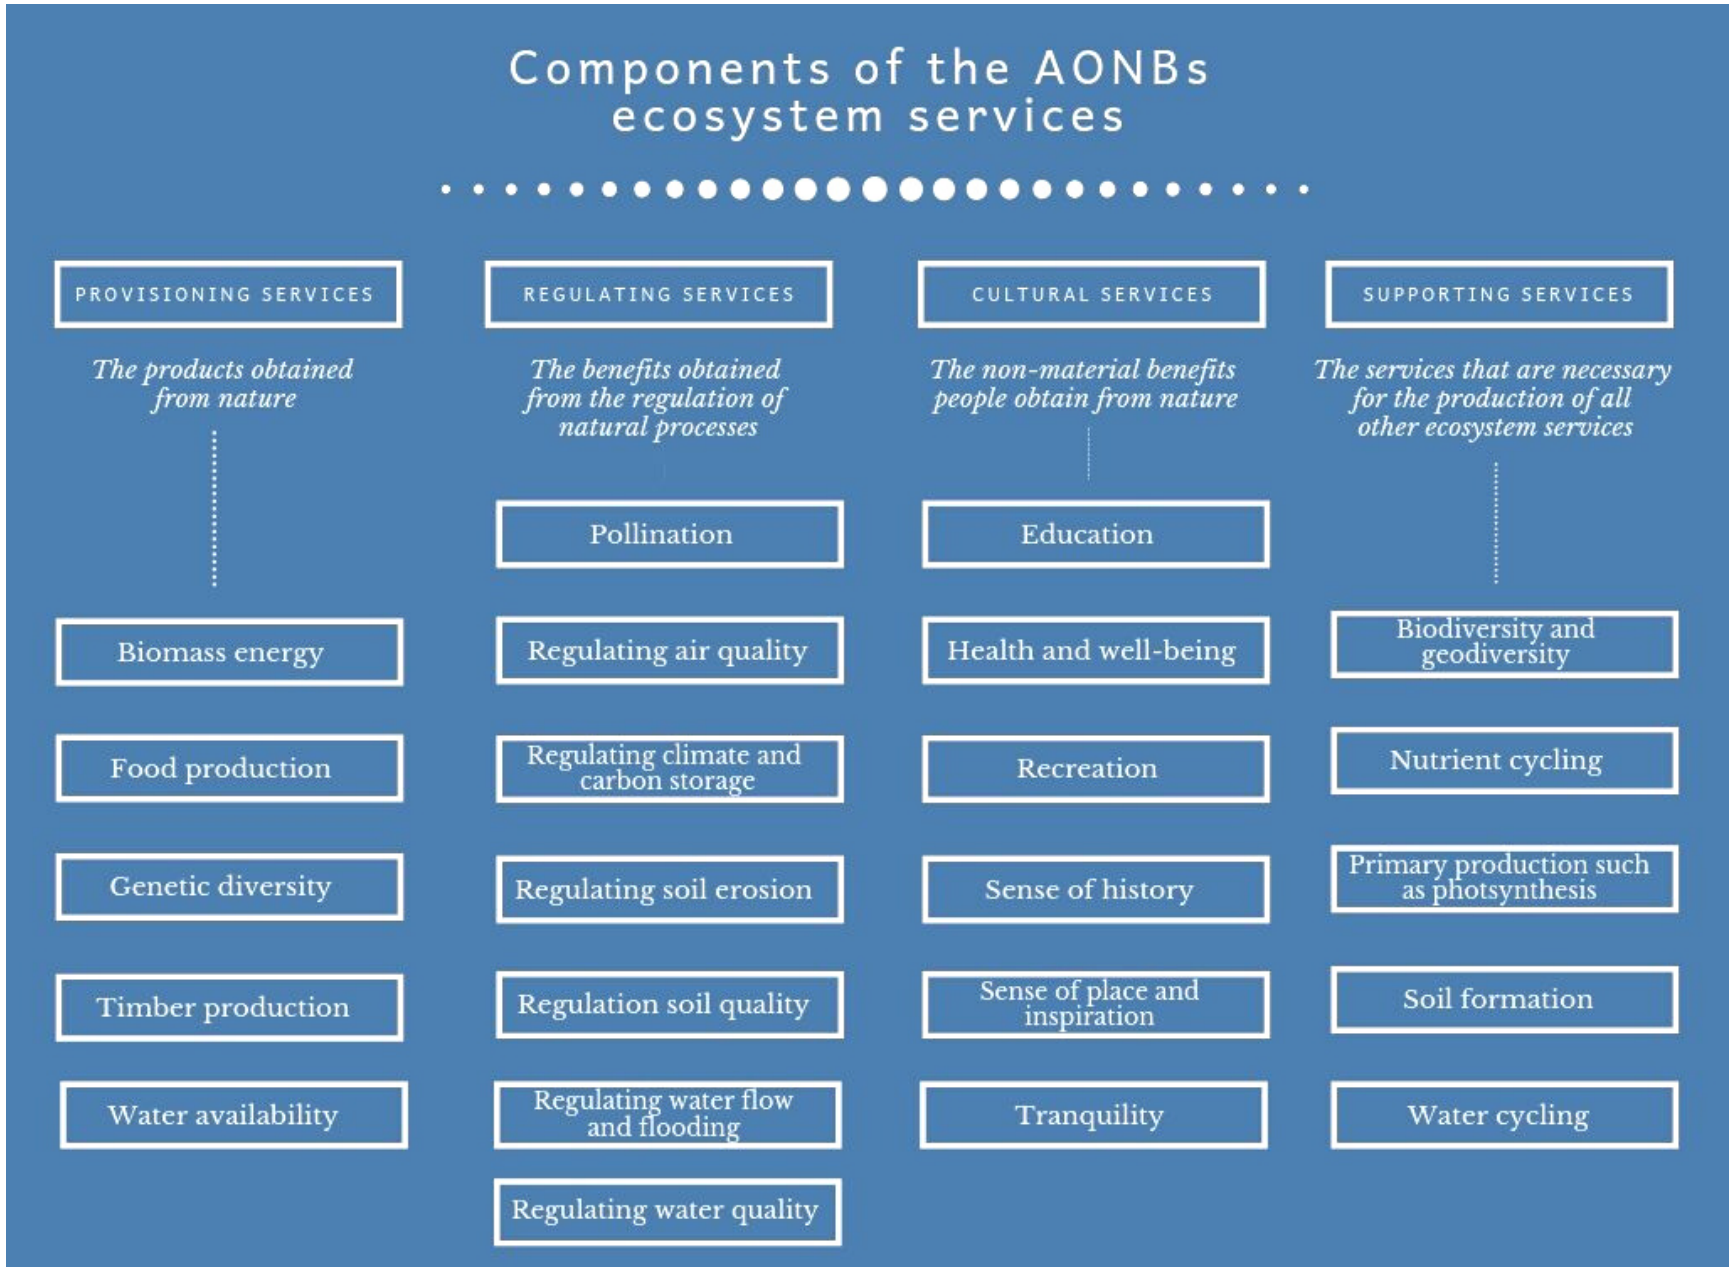 Components of the AONBs
ecosystem services
PROVISIONING SERVICES
The products obtained
from nature
Biomass energy
Food production
Genetic diversity
Timber production
Water availability
REGULATING SERVICES
The benefits obtained
from the regulation of
natural processes
Pollination
Regulating air quality
Regulating climate and
carbon storage
Regulating soil erosion
Regulation soil quality
Regulating water flow
and flooding
Regulating water quality
CULTURAL SERVICES
The non-material benefits
people obtain from nature
Education
Health and well-being
Recreation
Sense of history
Sense of place and
inspiration
Tranquility
SUPPORTING SERVICES
The services that are necessary
for the production of all
other ecosystem services
Biodiversity and
geodiversity
Nutrient cycling
Primary production such
as photsynthesis
Soil formation
Water cycling